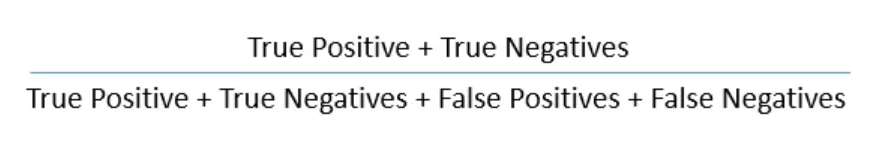 True Positive + True Negatives
True Positive + True Negatives + False Positives + False Negatives